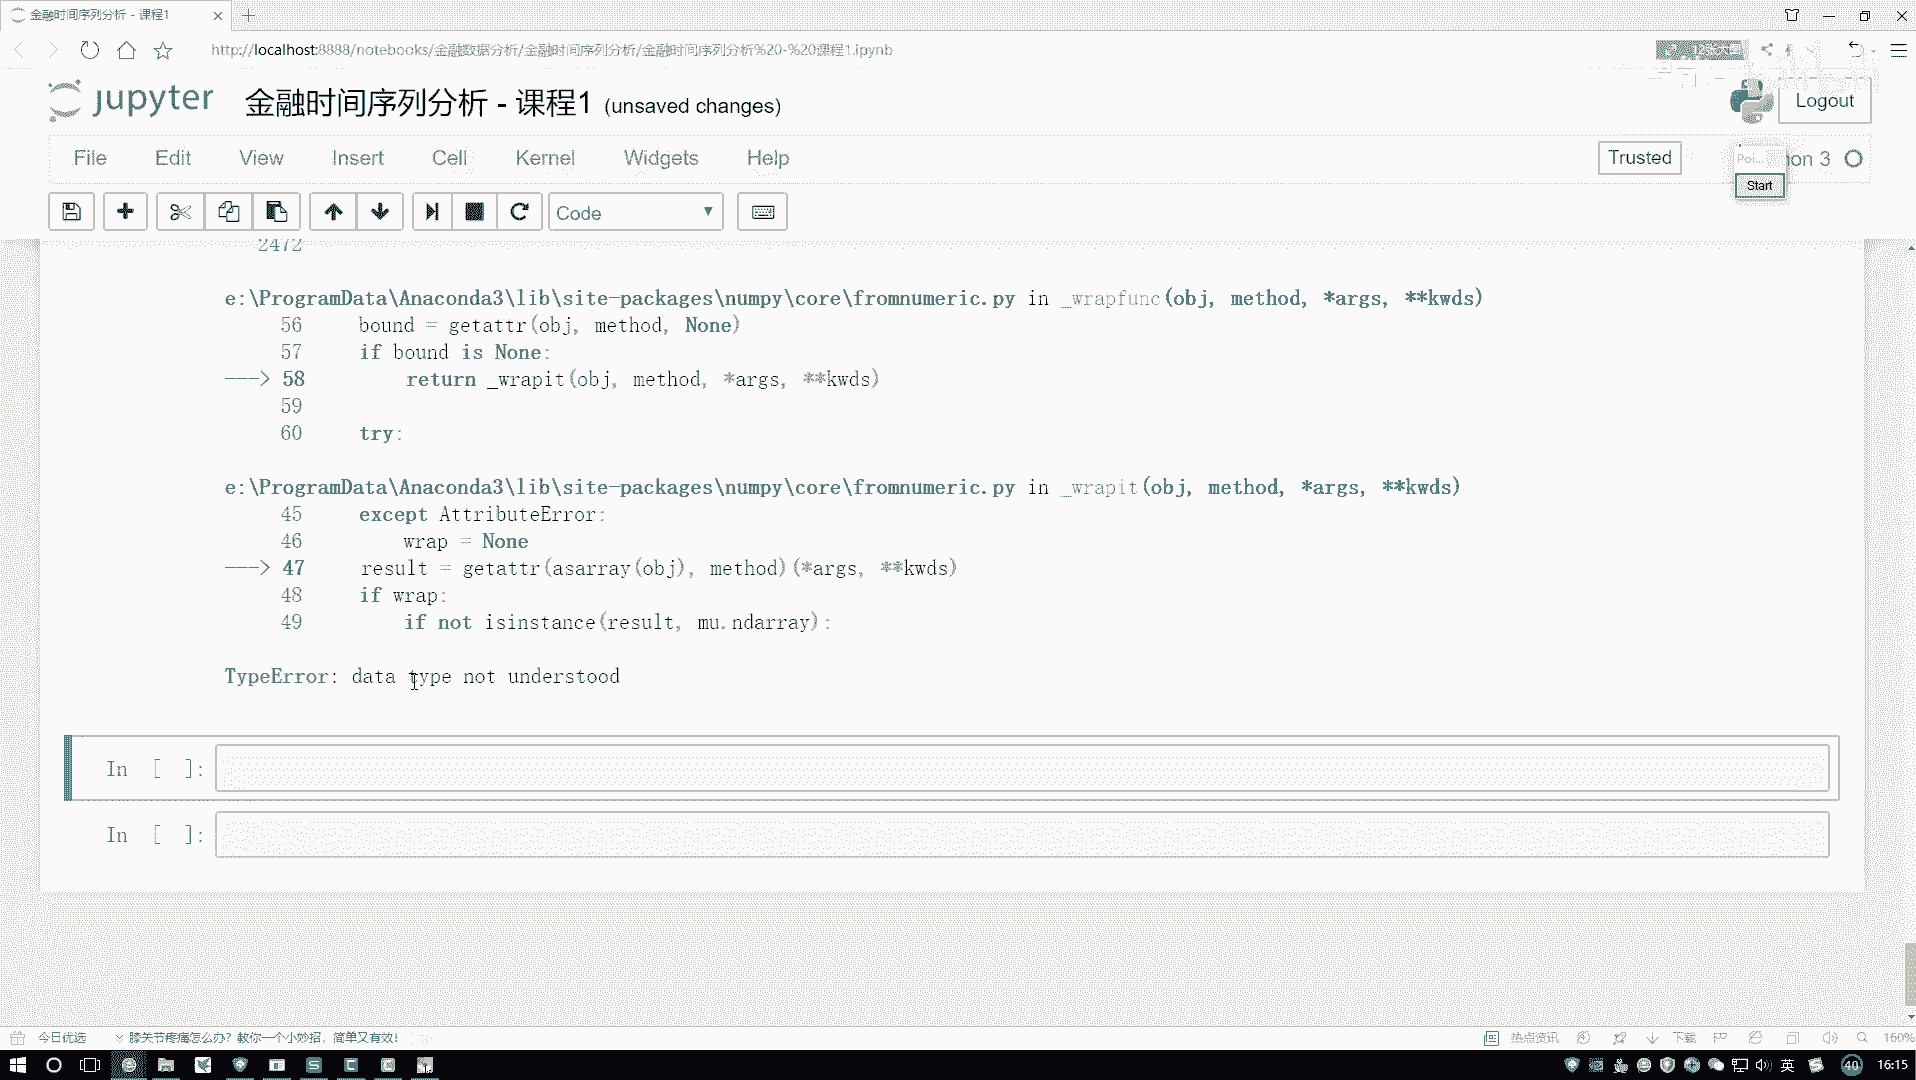 金融时间序列分析 - 课程1
http://localhost:8888/notebooks/金融数据分析/金融时间序列分析/金融时间序列分析%20-%20课程1.ipynb
jupyter 金融时间序列分析 - 课程1 (unsaved changes)
Logout
File Edit View Insert Cell Kernel Widgets Help
Trusted
Poi... on 3
Start
Code
2472
e:\ProgramData\Anaconda3\lib\site-packages\numpy\core\fromnumeric.py in _wrapfunc(obj, method, *args, **kwds)
56 bound = getattr(obj, method, None)
57 if bound is None:
---> 58 return _wrapit(obj, method, *args, **kwds)
59
60 try:
e:\ProgramData\Anaconda3\lib\site-packages\numpy\core\fromnumeric.py in _wrapit(obj, method, *args, **kwds)
45 except AttributeError:
46 wrap = None
---> 47 result = getattr(asarray(obj), method)(*args, **kwds)
48 if wrap:
49 if not isinstance(result, mu.ndarray):
TypeError: data type not understood
In [ ]:
In [ ]:
今日优选 膝关节疼痛怎么办? 教你一个小妙招, 简单又有效!
热点资讯 下载 160%
英 40 16:15